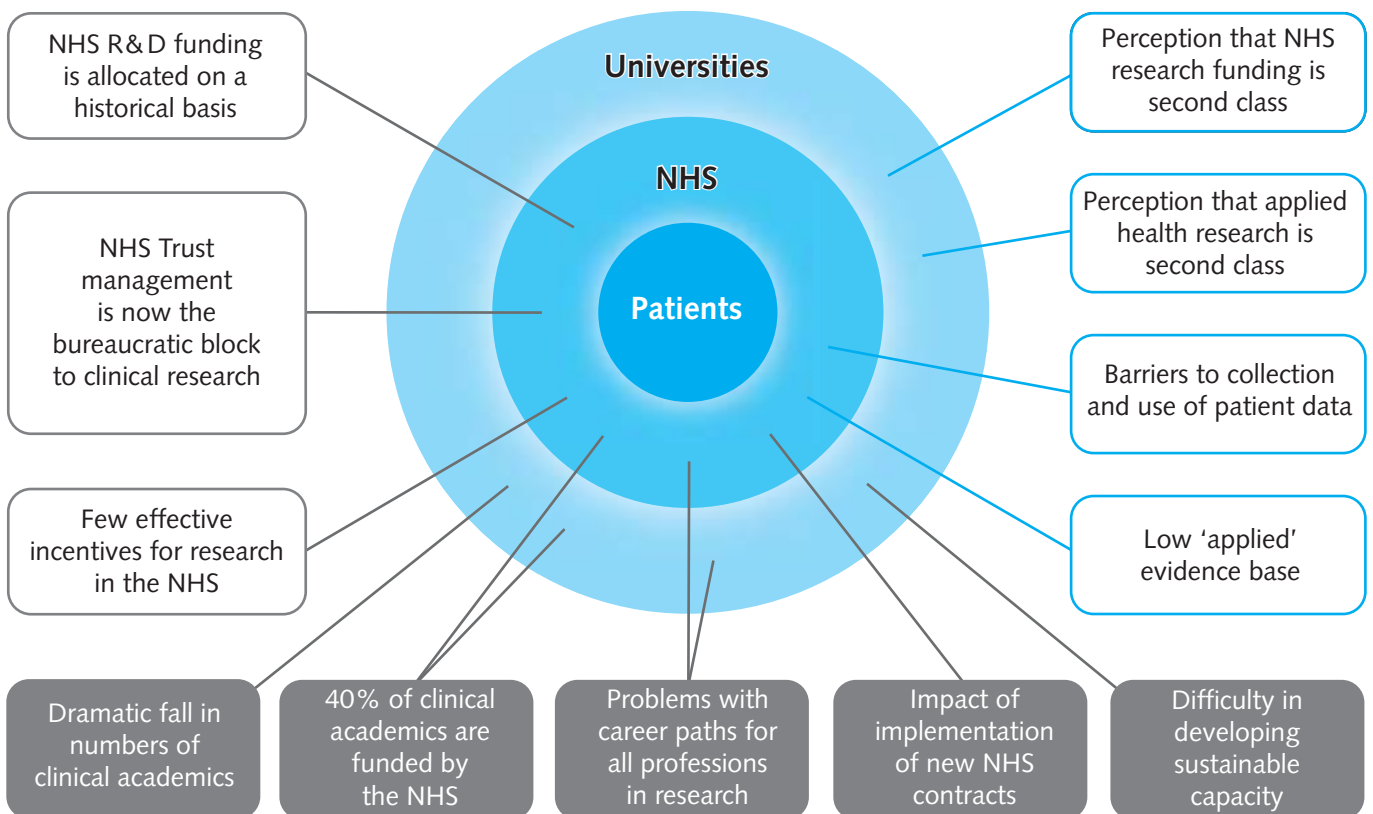 NHS R&D funding
is allocated on a
historical basis
Universities
Perception that NHS
research funding is
second class
NHS
Patients
NHS Trust
management
is now the
bureaucratic block
to clinical research
Perception that applied
health research is
second class
Barriers to collection
and use of patient data
Few effective
incentives for research
in the NHS
Low ‘applied’
evidence base
Dramatic fall in
numbers of
clinical academics
40% of clinical
academics are
funded by
the NHS
Problems with
career paths for
all professions
in research
Impact of
implementation
of new NHS
contracts
Difficulty in
developing
sustainable
capacity